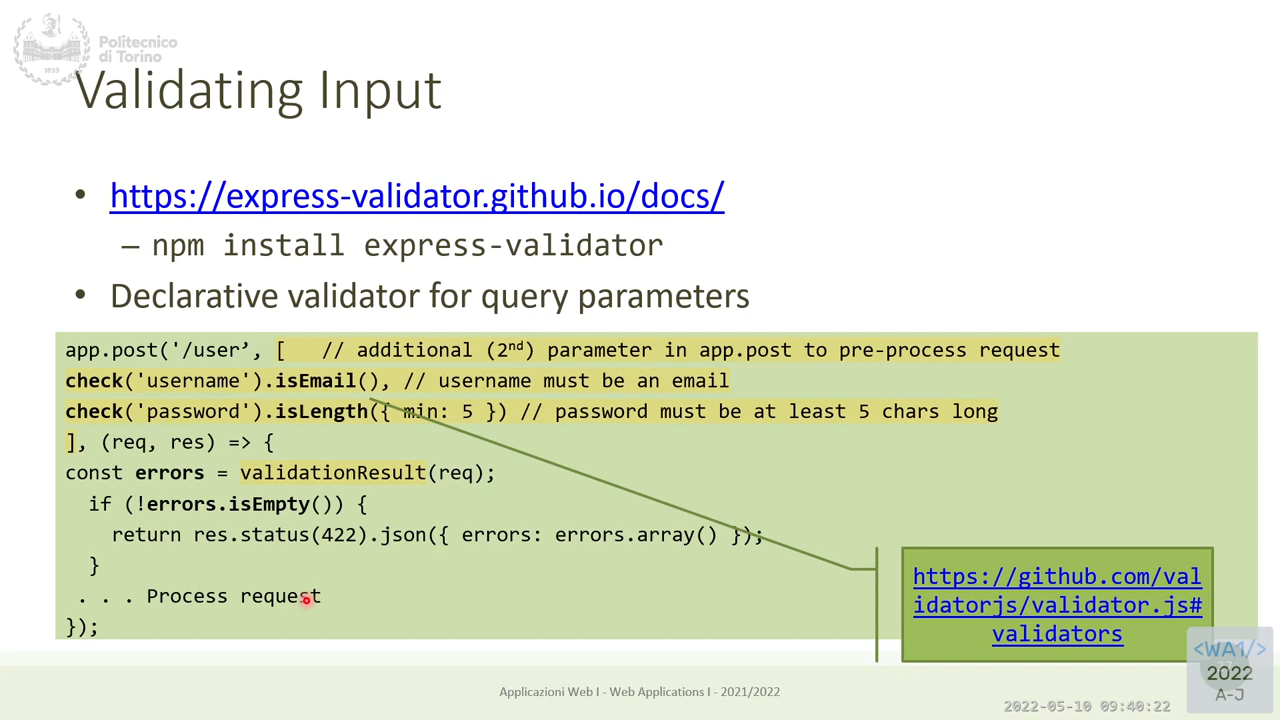 Politecnico
di Torino
1859
Validating Input
• https://express-validator.github.io/docs/
– npm install express-validator
• Declarative validator for query parameters
app.post('/user’, [ // additional (2nd) parameter in app.post to pre-process request
check('username').isEmail(), // username must be an email
check('password').isLength({ min: 5 }) // password must be at least 5 chars long
], (req, res) => {
const errors = validationResult(req);
if (!errors.isEmpty()) {
return res.status(422).json({ errors: errors.array() });
}
. . . Process request
});
https://github.com/val
idatorjs/validator.js#
validators
<WA1/>
2022
A-J
Applicazioni Web I - Web Applications I - 2021/2022
2022-05-10 09:40:22